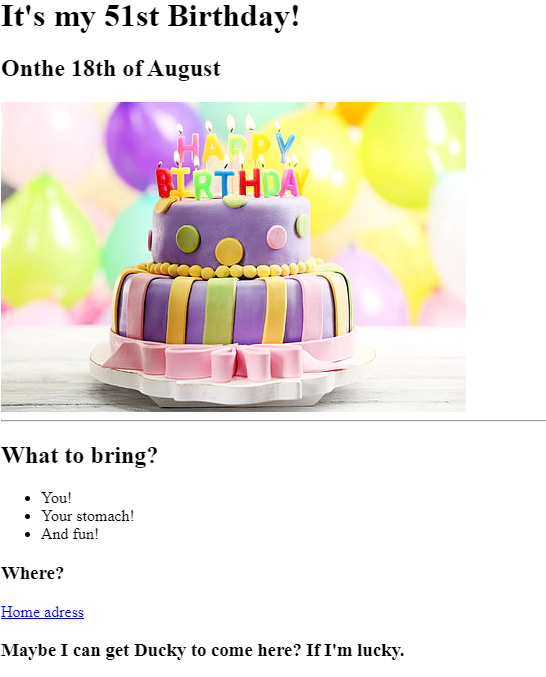 It's my 51st Birthday!
Onthe 18th of August
HAPPY
BIRTHDAY
What to bring?
You!
Your stomach!
And fun!
Where?
Home adress
Maybe I can get Ducky to come here? If I'm lucky.